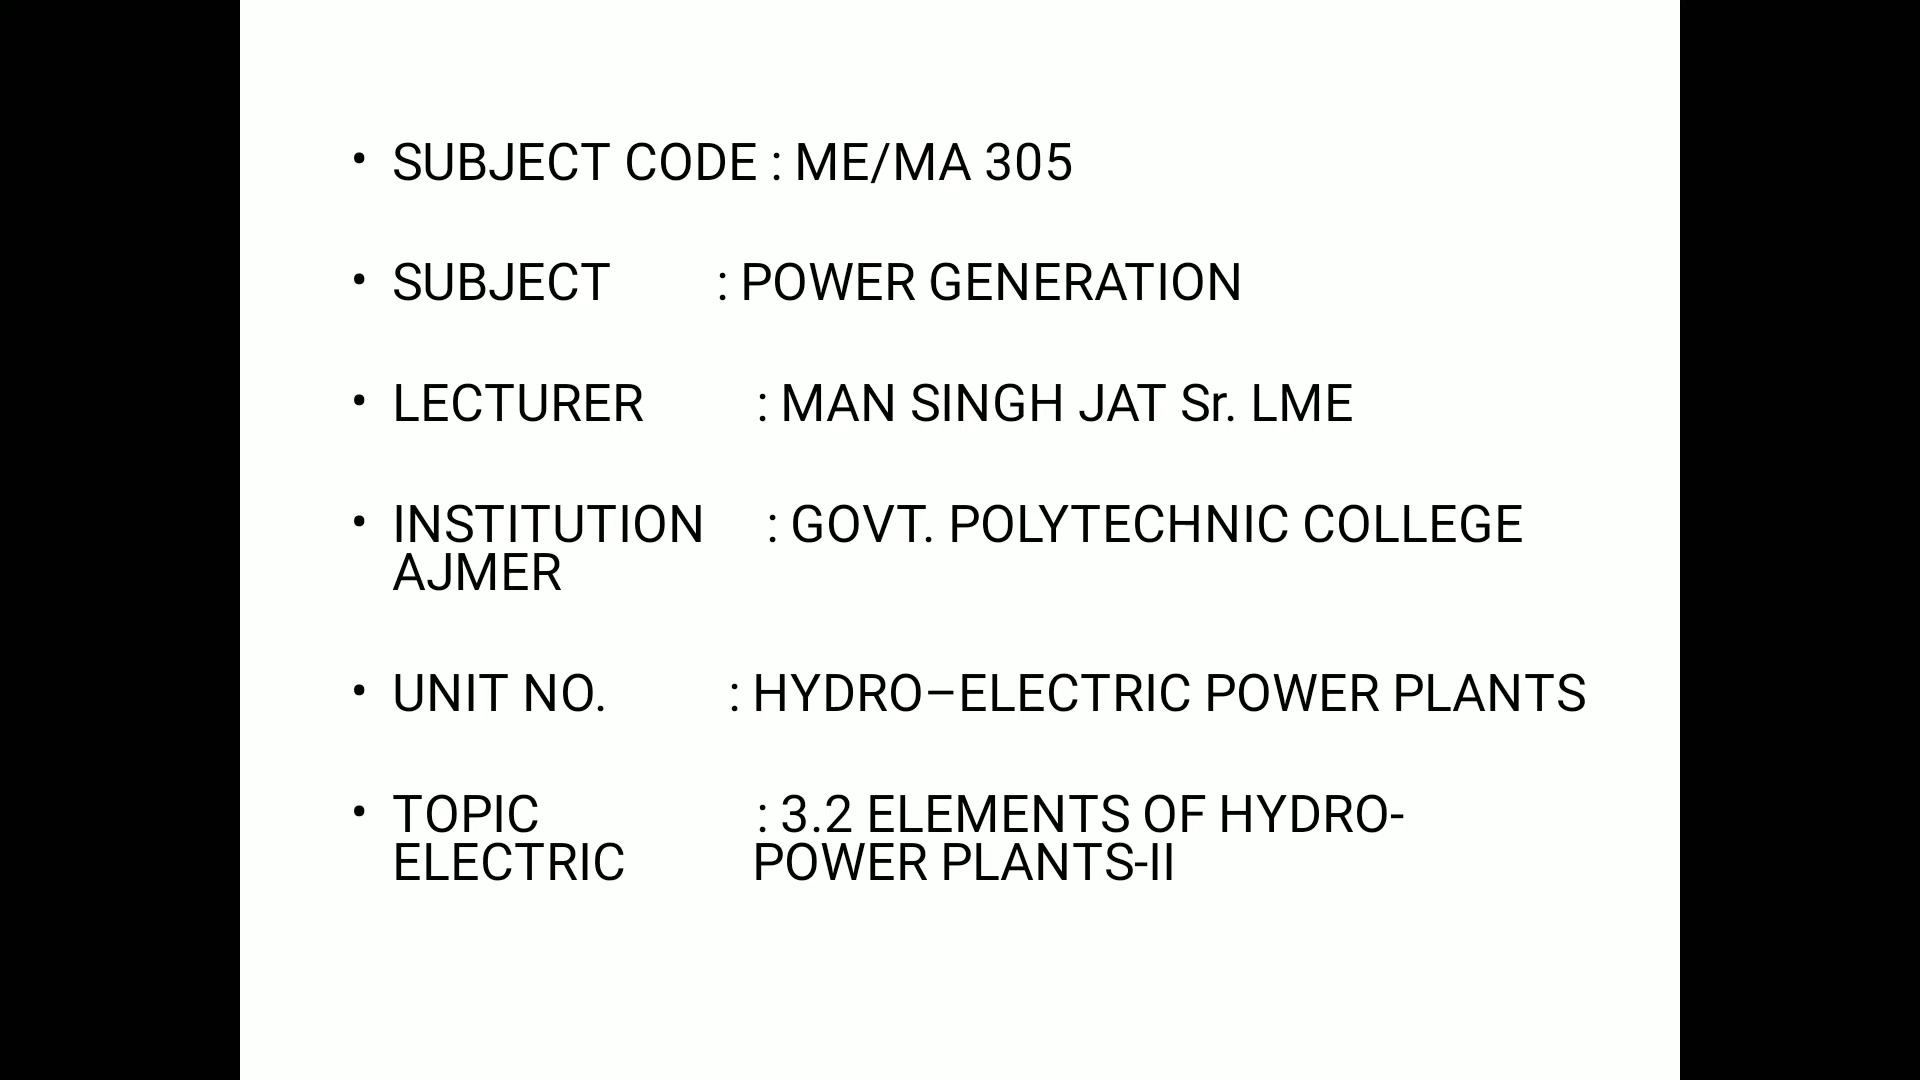 • SUBJECT CODE : ME/MA 305
• SUBJECT : POWER GENERATION
• LECTURER : MAN SINGH JAT Sr. LME
• INSTITUTION : GOVT. POLYTECHNIC COLLEGE
AJMER
• UNIT NO. : HYDRO–ELECTRIC POWER PLANTS
• TOPIC : 3.2 ELEMENTS OF HYDRO-
ELECTRIC POWER PLANTS-II